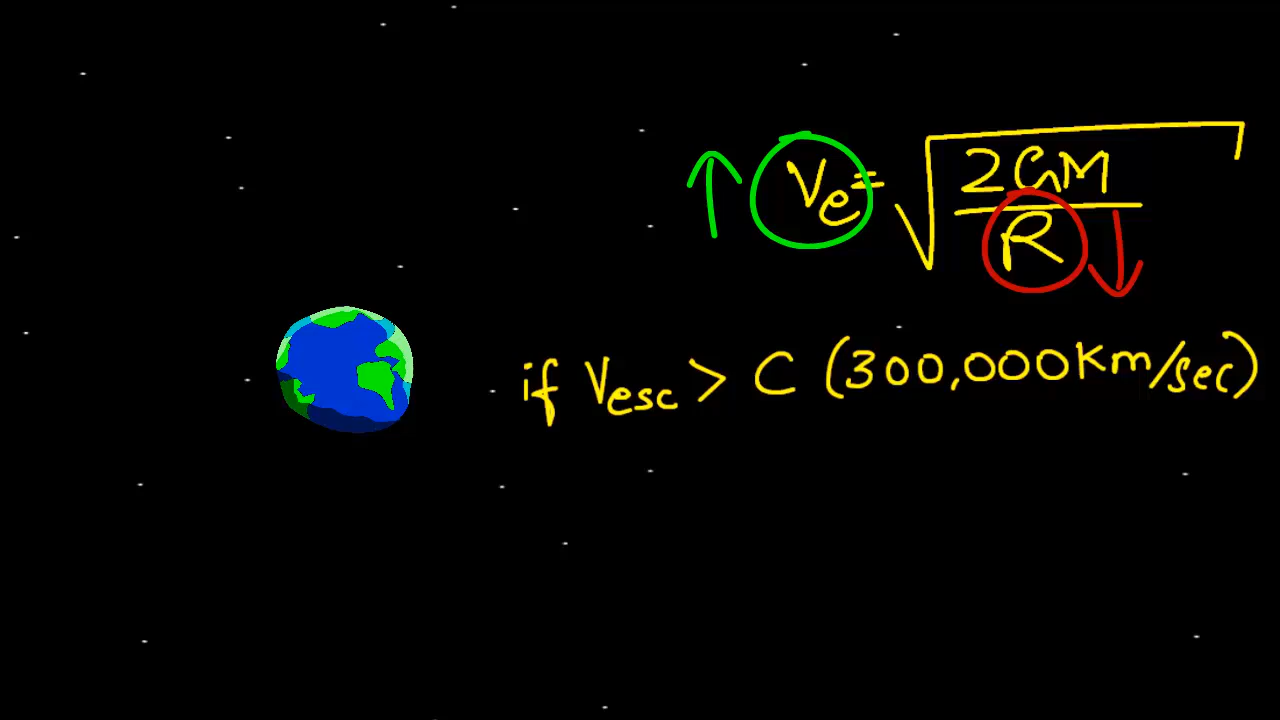 Ve = √(2GM/R)
if Vesc > C (300,000Km/sec)